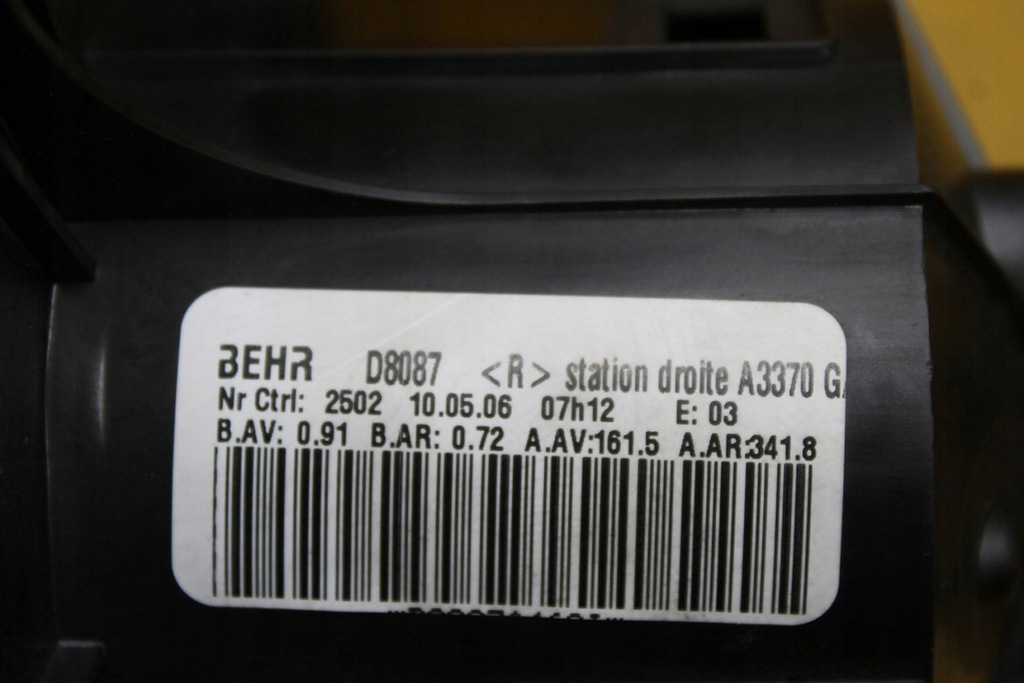 BEHR D8087 <R> station droite A3370 G
Nr Ctrl: 2502 10.05.06 07h12 E: 03
B.AV: 0.91 B.AR: 0.72 A.AV:161.5 A.AR:341.8